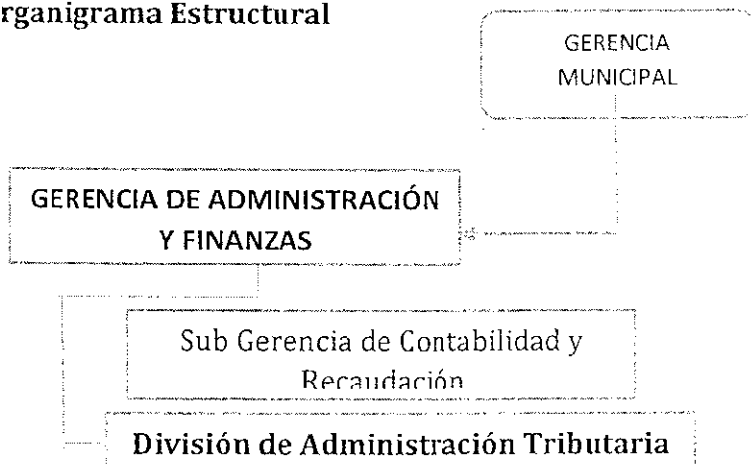 rganigrama Estructural
GERENCIA
MUNICIPAL
GERENCIA DE ADMINISTRACIÓN
Y FINANZAS
Sub Gerencia de Contabilidad y
Recaudación
División de Administración Tributaria